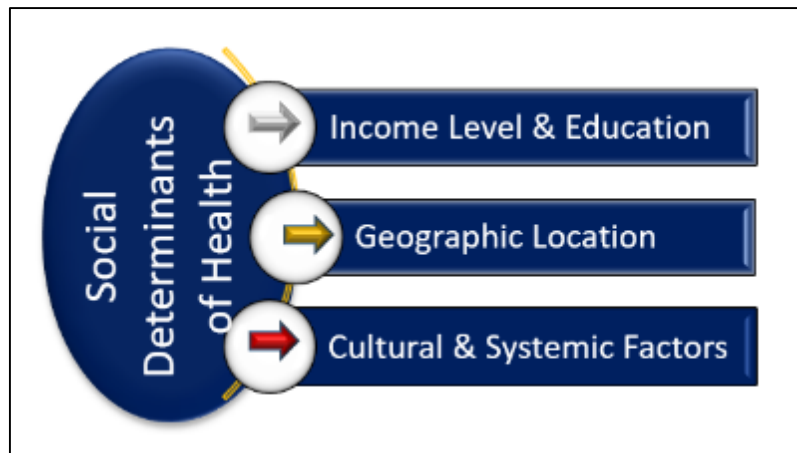 Social
Determinants
of Health
Income Level & Education
Geographic Location
Cultural & Systemic Factors